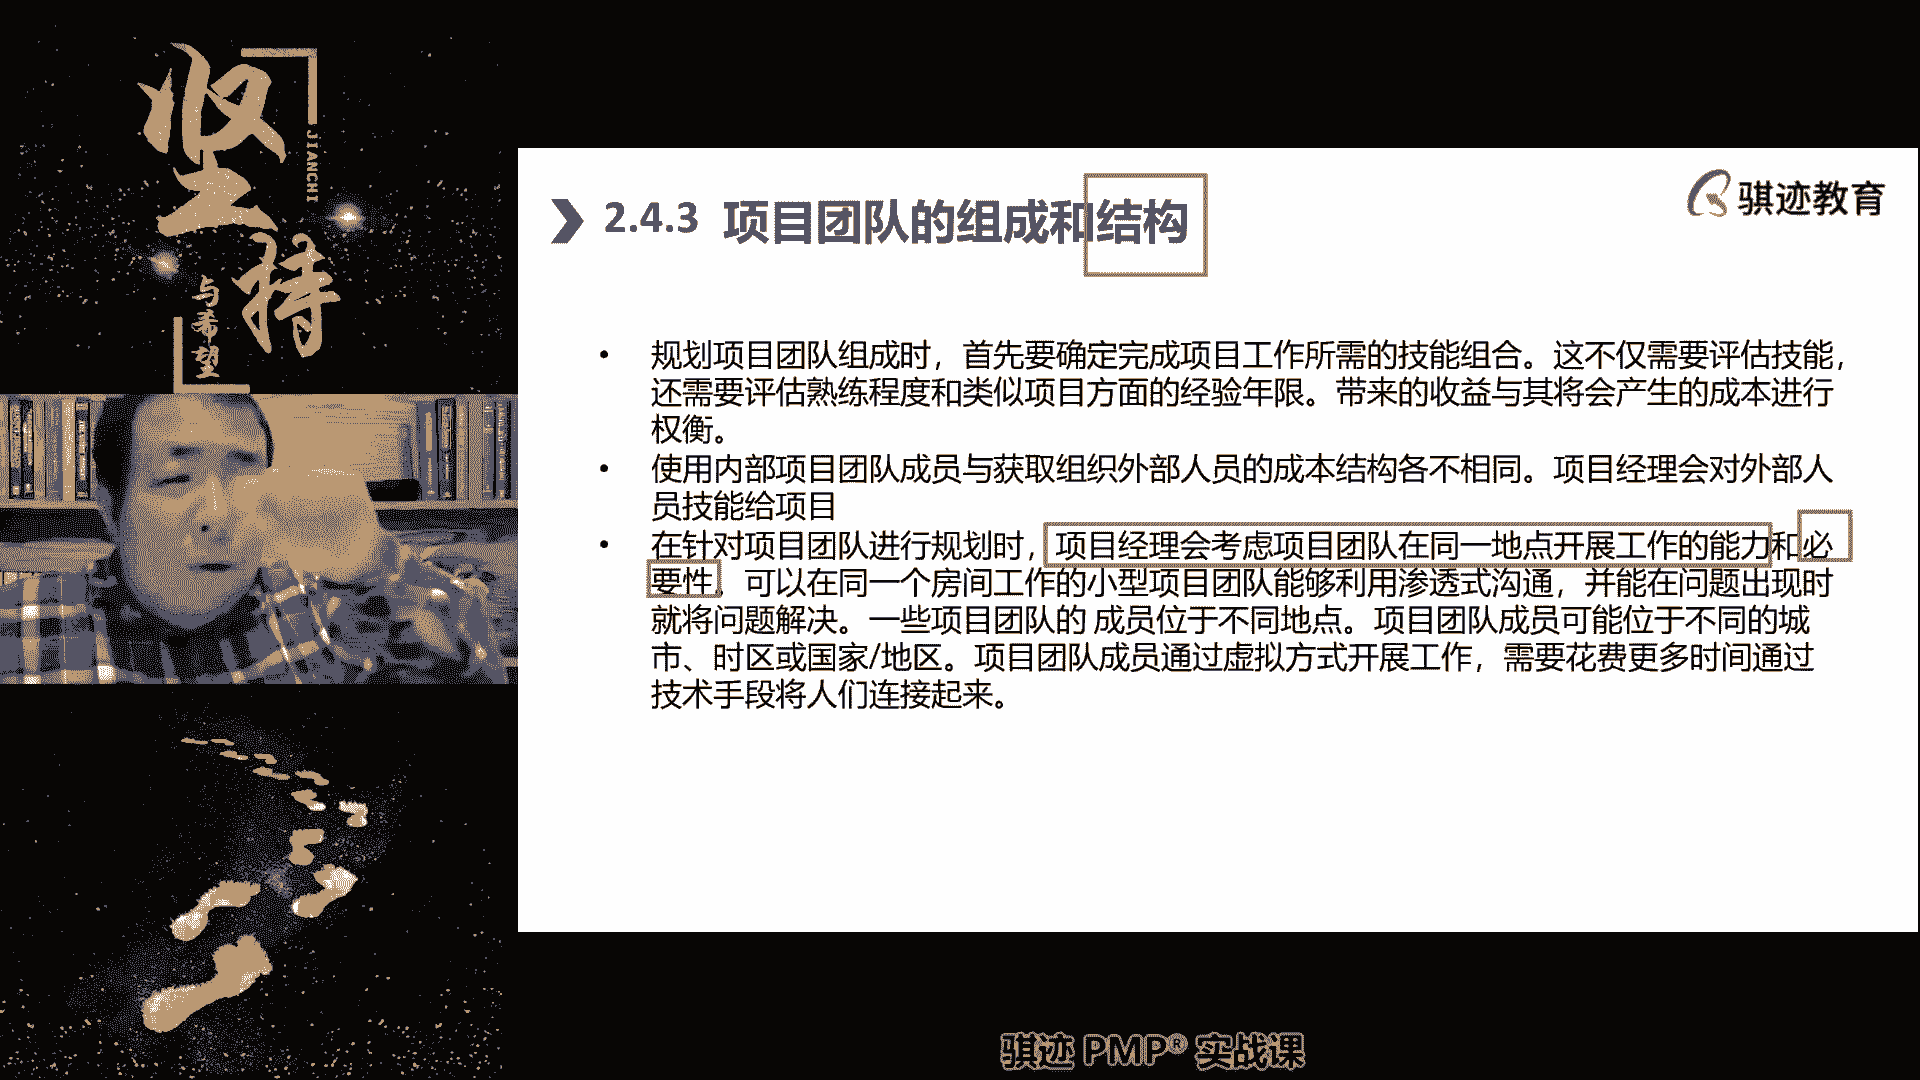 坚持
JIANCHI
与希望
骐迹教育
2.4.3 项目团队的组成和结构
• 规划项目团队组成时，首先要确定完成项目工作所需的技能组合。这不仅需要评估技能，
还需要评估熟练程度和类似项目方面的经验年限。带来的收益与其将会产生的成本进行
权衡。
• 使用内部项目团队成员与获取组织外部人员的成本结构各不相同。项目经理会对外部人
员技能给项目
• 在针对项目团队进行规划时，项目经理会考虑项目团队在同一地点开展工作的能力和必
要性。可以在同一个房间工作的小型项目团队能够利用渗透式沟通，并能在问题出现时
就将问题解决。一些项目团队的 成员位于不同地点。项目团队成员可能位于不同的城
市、时区或国家/地区。项目团队成员通过虚拟方式开展工作，需要花费更多时间通过
技术手段将人们连接起来。
骐迹 PMP® 实战课